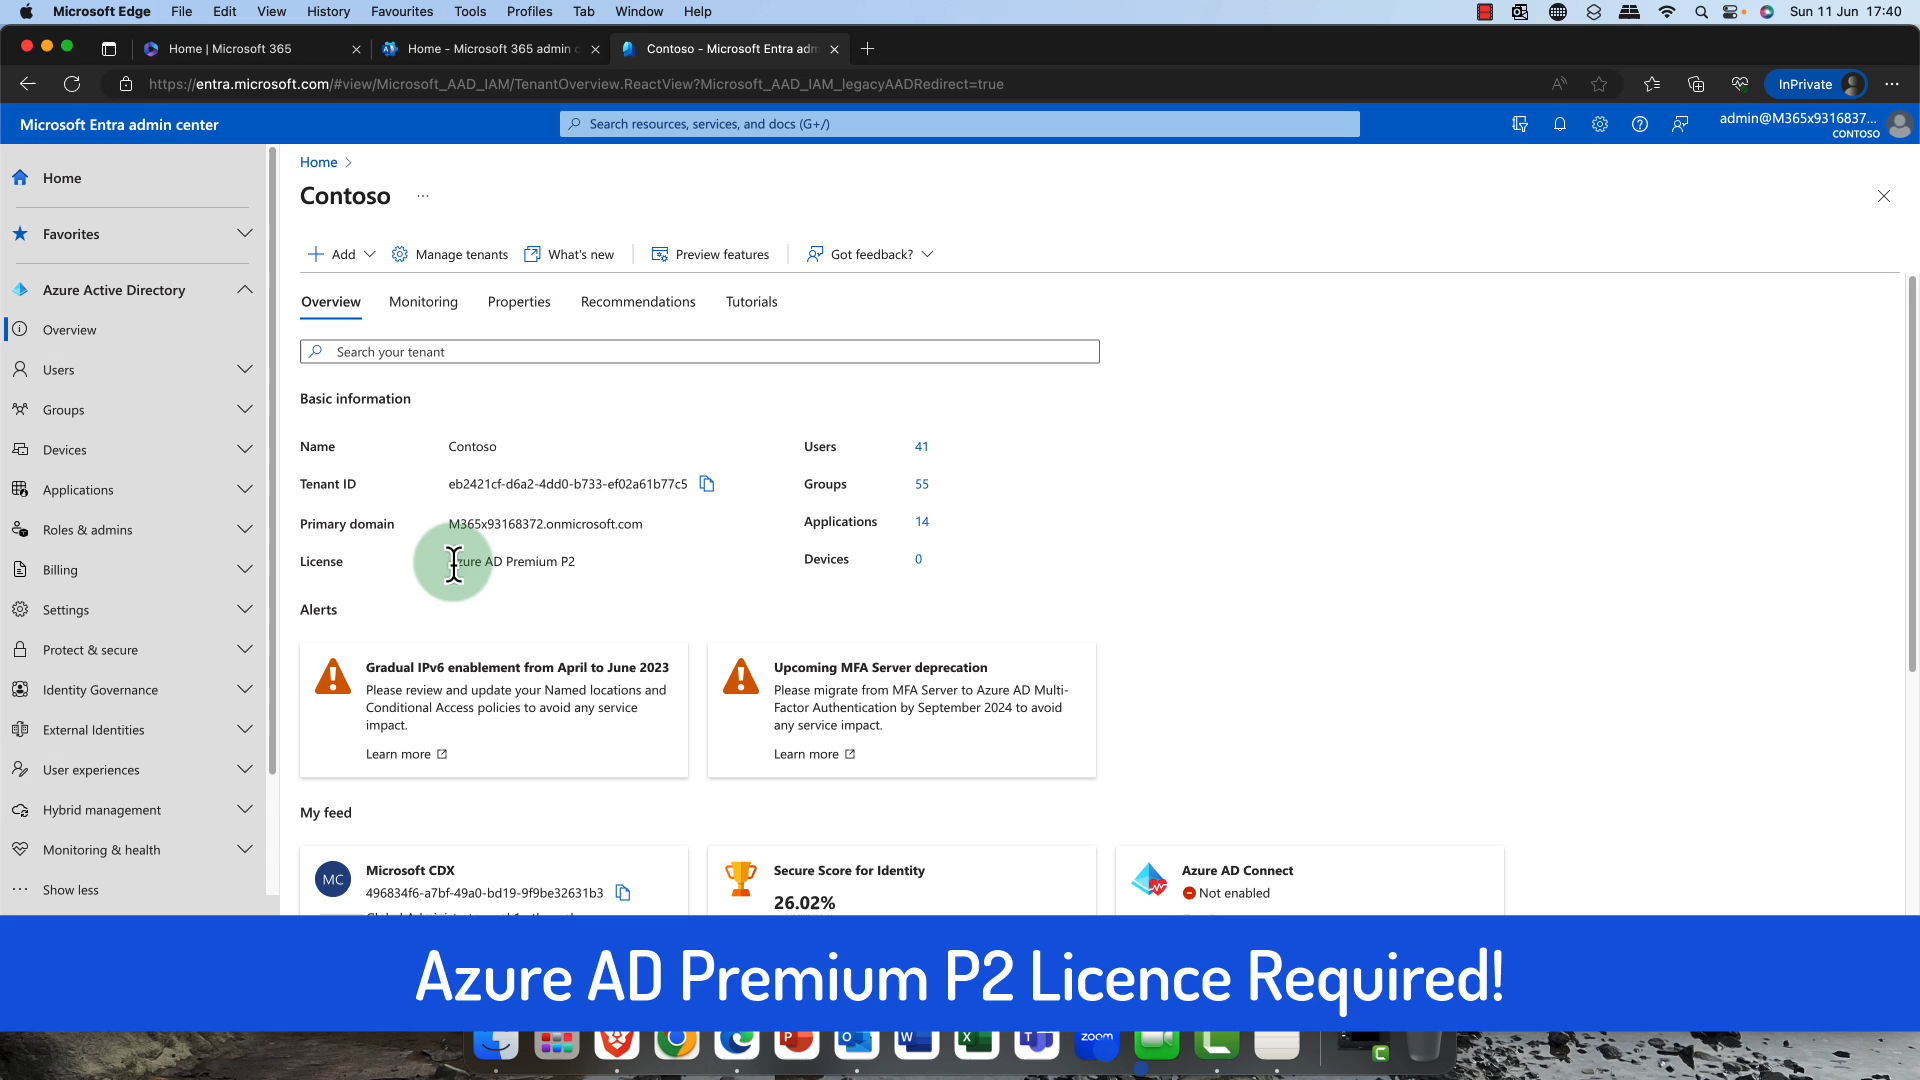 Microsoft Edge File Edit View History Favourites Tools Profiles Tab Window Help Sun 11 Jun 17:40
Home | Microsoft 365
Home - Microsoft 365 admin c
Contoso - Microsoft Entra adm
https://entra.microsoft.com/#view/Microsoft_AAD_IAM/TenantOverview.ReactView?Microsoft_AAD_IAM_legacyAADRedirect=true
InPrivate
Microsoft Entra admin center
Search resources, services, and docs (G+/)
admin@M365x9316837...
CONTOSO
Home
Favorites
Azure Active Directory
Overview
Users
Groups
Devices
Applications
Roles & admins
Billing
Settings
Protect & secure
Identity Governance
External Identities
User experiences
Hybrid management
Monitoring & health
Show less
Home >
Contoso ...
Add
Manage tenants
What's new
Preview features
Got feedback?
Overview Monitoring Properties Recommendations Tutorials
Search your tenant
Basic information
Name Contoso
Tenant ID eb2421cf-d6a2-4dd0-b733-ef02a61b77c5
Primary domain M365x93168372.onmicrosoft.com
License Azure AD Premium P2
Users 41
Groups 55
Applications 14
Devices 0
Alerts
Gradual IPv6 enablement from April to June 2023
Please review and update your Named locations and
Conditional Access policies to avoid any service
impact.
Learn more
Upcoming MFA Server deprecation
Please migrate from MFA Server to Azure AD Multi-
Factor Authentication by September 2024 to avoid
any service impact.
Learn more
My feed
MC
Microsoft CDX
496834f6-a7bf-49a0-bd19-9f9be32631b3
Secure Score for Identity
26.02%
Azure AD Connect
Not enabled
Azure AD Premium P2 Licence Required!
zoom